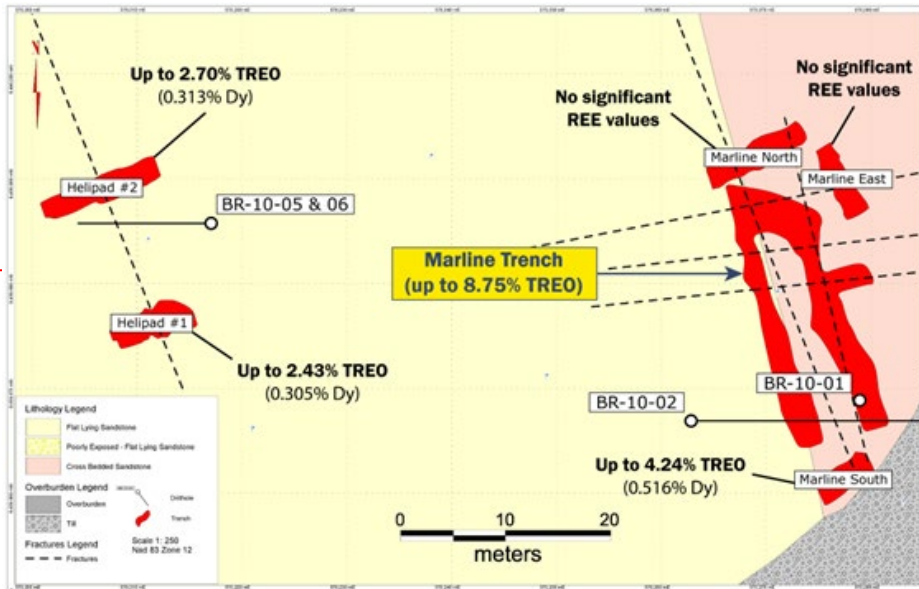 Up to 2.70% TREO
(0.313% Dy)
No significant
REE values
No significant
REE values
Marline North
Marline East
Helipad #2
BR-10-05 & 06
Marline Trench
(up to 8.75% TREO)
Helipad #1
Up to 2.43% TREO
(0.305% Dy)
BR-10-01
BR-10-02
Up to 4.24% TREO
(0.516% Dy)
Marline South
Lithology Legend
Flat Lying Sandstone
Poorly Exposed - Flat Lying Sandstone
Cross Bedded Sandstone
Overburden Legend
Overburden
Till
Drillhole
Trench
Scale 1: 250
Nad 83 Zone 12
Fractures Legend
Fractures
0 10 20
meters